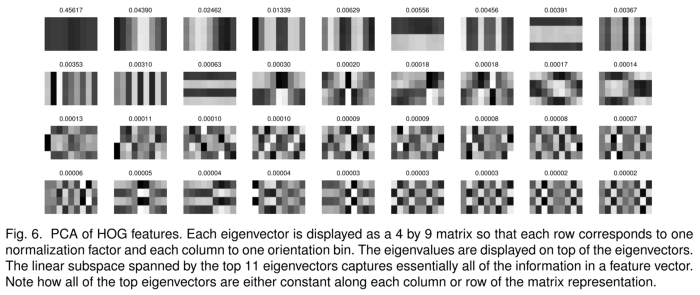 0.45617 0.04390 0.02462 0.01339 0.00629 0.00556 0.00456 0.00391 0.00367
0.00353 0.00310 0.00063 0.00030 0.00020 0.00018 0.00018 0.00017 0.00014
0.00013 0.00011 0.00010 0.00010 0.00009 0.00009 0.00008 0.00008 0.00007
0.00006 0.00005 0.00004 0.00004 0.00003 0.00003 0.00003 0.00002 0.00002
Fig. 6. PCA of HOG features. Each eigenvector is displayed as a 4 by 9 matrix so that each row corresponds to one
normalization factor and each column to one orientation bin. The eigenvalues are displayed on top of the eigenvectors.
The linear subspace spanned by the top 11 eigenvectors captures essentially all of the information in a feature vector.
Note how all of the top eigenvectors are either constant along each column or row of the matrix representation.